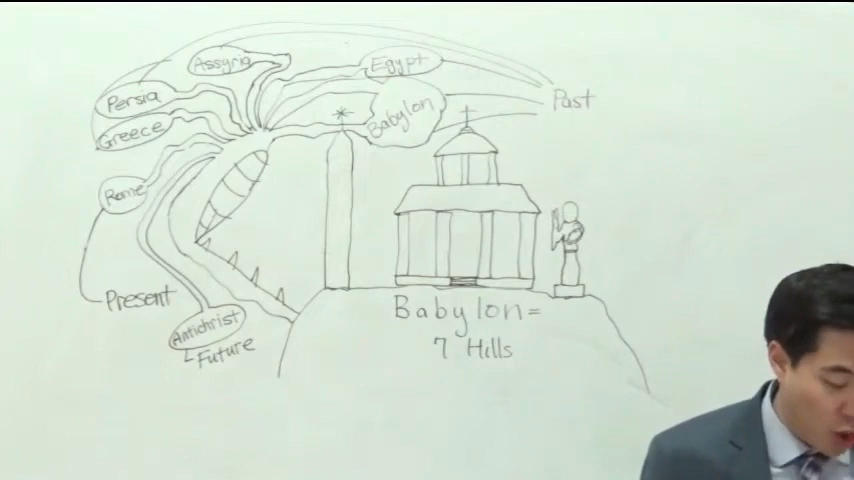 Assyria
Egypt
Persia
Babylon
Past
Greece
Rome
Present
Antichrist
Future
Babylon=
7 Hills